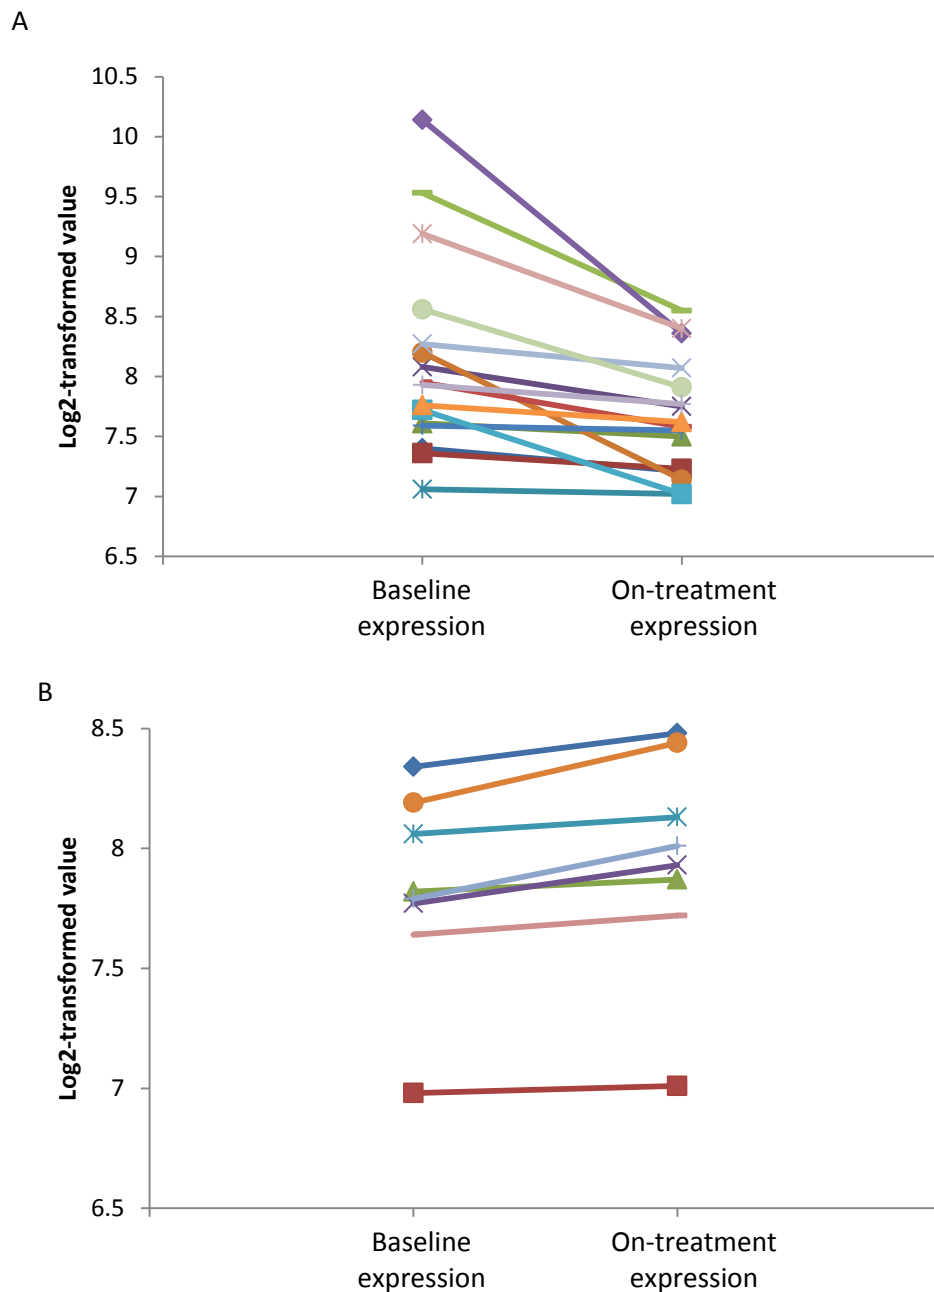 A
10.5
10
9.5
9
8.5
8
7.5
7
6.5
Log2-transformed value
Baseline
expression
On-treatment
expression
B
8.5
8
7.5
7
6.5
Log2-transformed value
Baseline
expression
On-treatment
expression